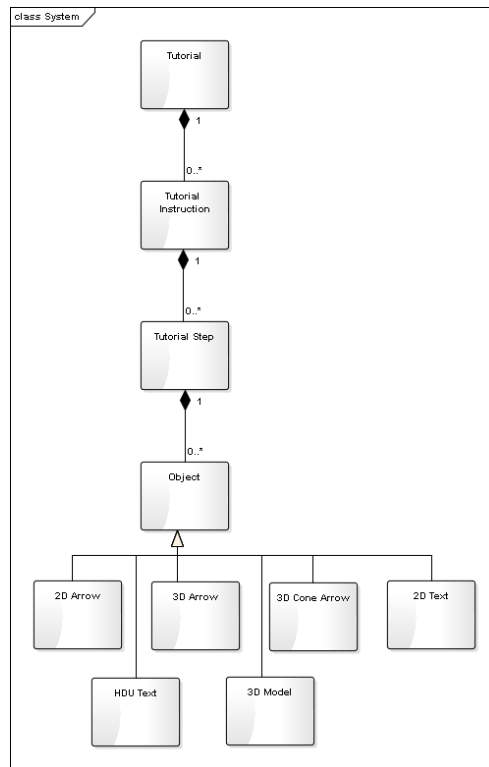 class System
Tutorial
1
0..*
Tutorial
Instruction
1
0..*
Tutorial Step
1
0..*
Object
2D Arrow
3D Arrow
3D Cone Arrow
2D Text
HDU Text
3D Model